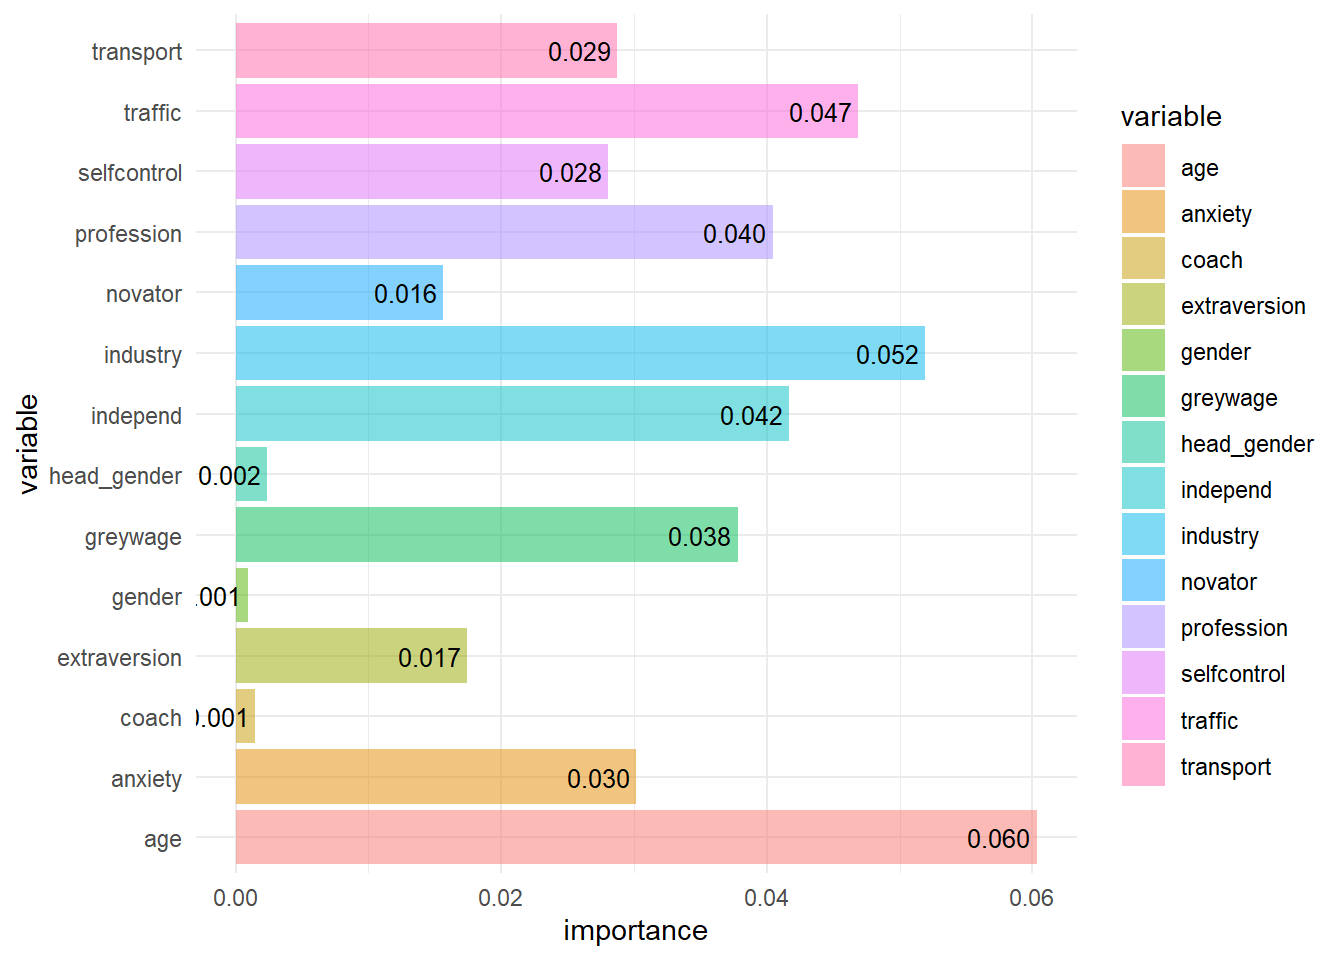 transport 0.029
traffic 0.047
selfcontrol 0.028
profession 0.040
novator 0.016
industry 0.052
independ 0.042
head_gender 0.002
greywage 0.038
gender .001
extraversion 0.017
coach 0.001
anxiety 0.030
age 0.060
0.00 0.02 0.04 0.06
importance
variable
variable
age
anxiety
coach
extraversion
gender
greywage
head_gender
independ
industry
novator
profession
selfcontrol
traffic
transport